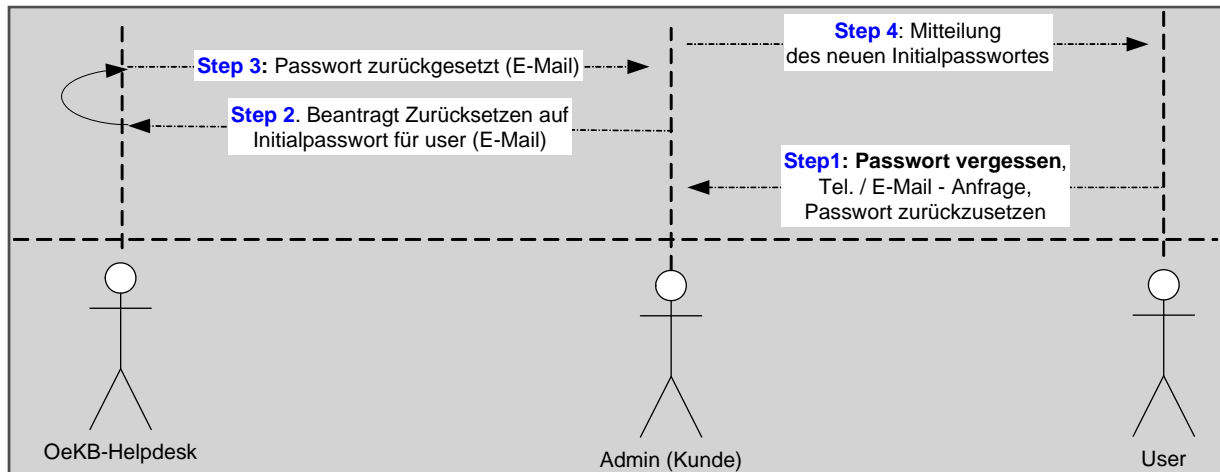 Step 4: Mitteilung
des neuen Initialpasswortes
Step 3: Passwort zurückgesetzt (E-Mail)
Step 2. Beantragt Zurücksetzen auf
Initialpasswort für user (E-Mail)
Step1: Passwort vergessen,
Tel. / E-Mail - Anfrage,
Passwort zurückzusetzen
OeKB-Helpdesk
Admin (Kunde)
User